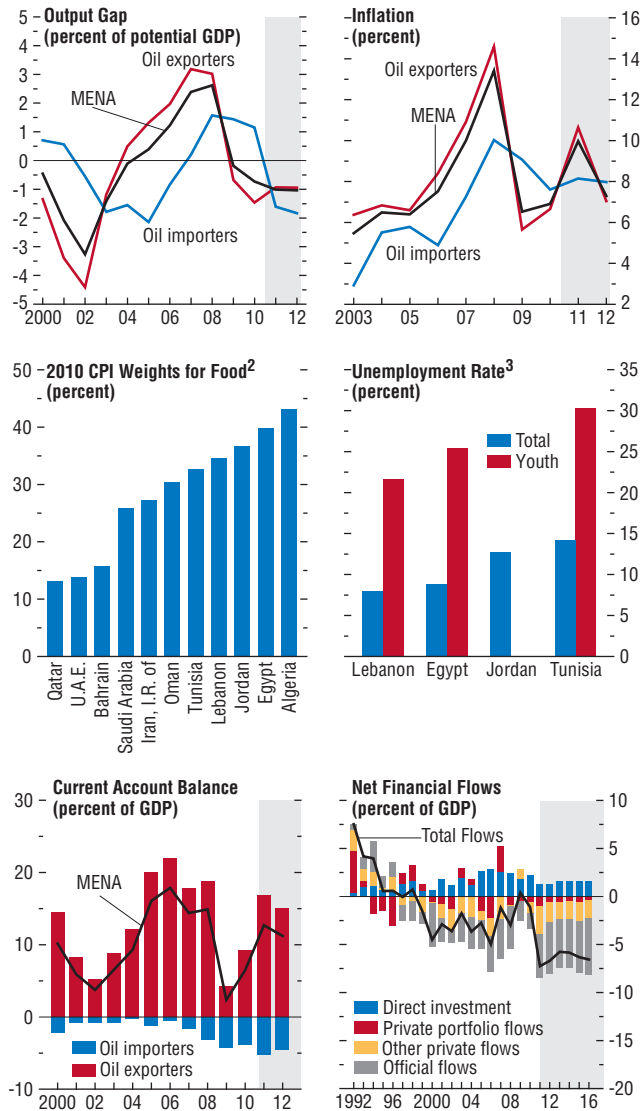 Output Gap
(percent of potential GDP)
Oil exporters
MENA
Oil importers
5
4
3
2
1
0
-1
-2
-3
-4
-5
2000 02 04 06 08 10 12
Inflation
(percent)
Oil exporters
MENA
Oil importers
16
14
12
10
8
6
4
2
2003 05 07 09 11 12
2010 CPI Weights for Food2
(percent)
50
40
30
20
10
0
Qatar
U.A.E.
Bahrain
Saudi Arabia
Iran, I.R. of
Oman
Tunisia
Lebanon
Jordan
Egypt
Algeria
Unemployment Rate3
(percent)
Total
Youth
35
30
25
20
15
10
5
0
Lebanon Egypt Jordan Tunisia
Current Account Balance
(percent of GDP)
MENA
30
20
10
0
-10
Oil importers
Oil exporters
2000 02 04 06 08 10 12
Net Financial Flows
(percent of GDP)
Total Flows
10
5
0
-5
-10
-15
-20
Direct investment
Private portfolio flows
Other private flows
Official flows
1992 96 2000 04 08 12 16